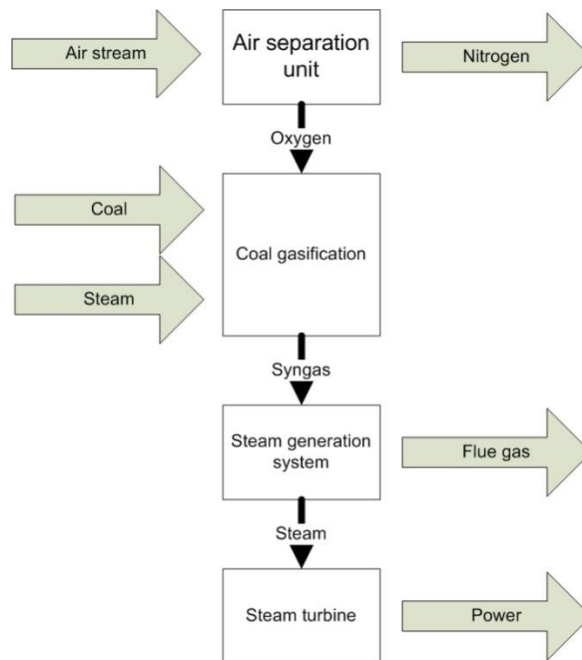 Air stream
Air separation
unit
Nitrogen
Oxygen
Coal
Coal gasification
Steam
Syngas
Steam generation
system
Flue gas
Steam
Steam turbine
Power